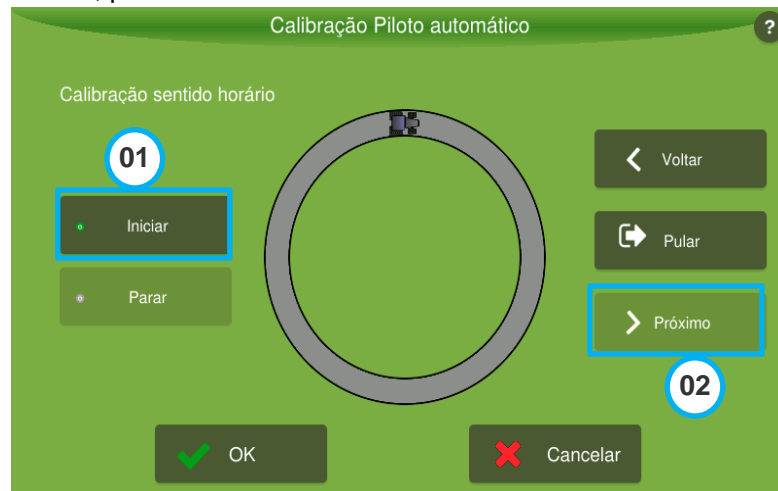 Calibração Piloto automático
?
Calibração sentido horário
01
Iniciar
Parar
Voltar
Pular
Próximo
02
OK
Cancelar